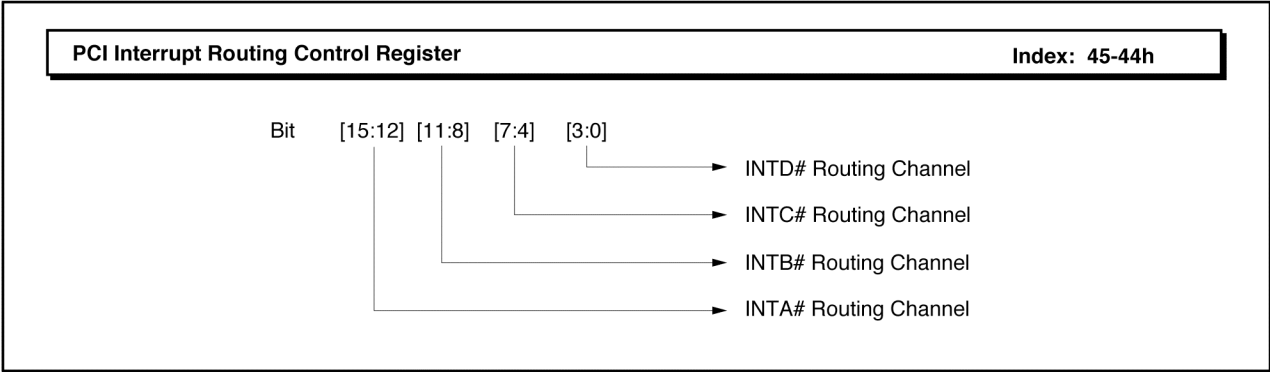 PCI Interrupt Routing Control Register Index: 45-44h
Bit [15:12] [11:8] [7:4] [3:0]
INTD# Routing Channel
INTC# Routing Channel
INTB# Routing Channel
INTA# Routing Channel